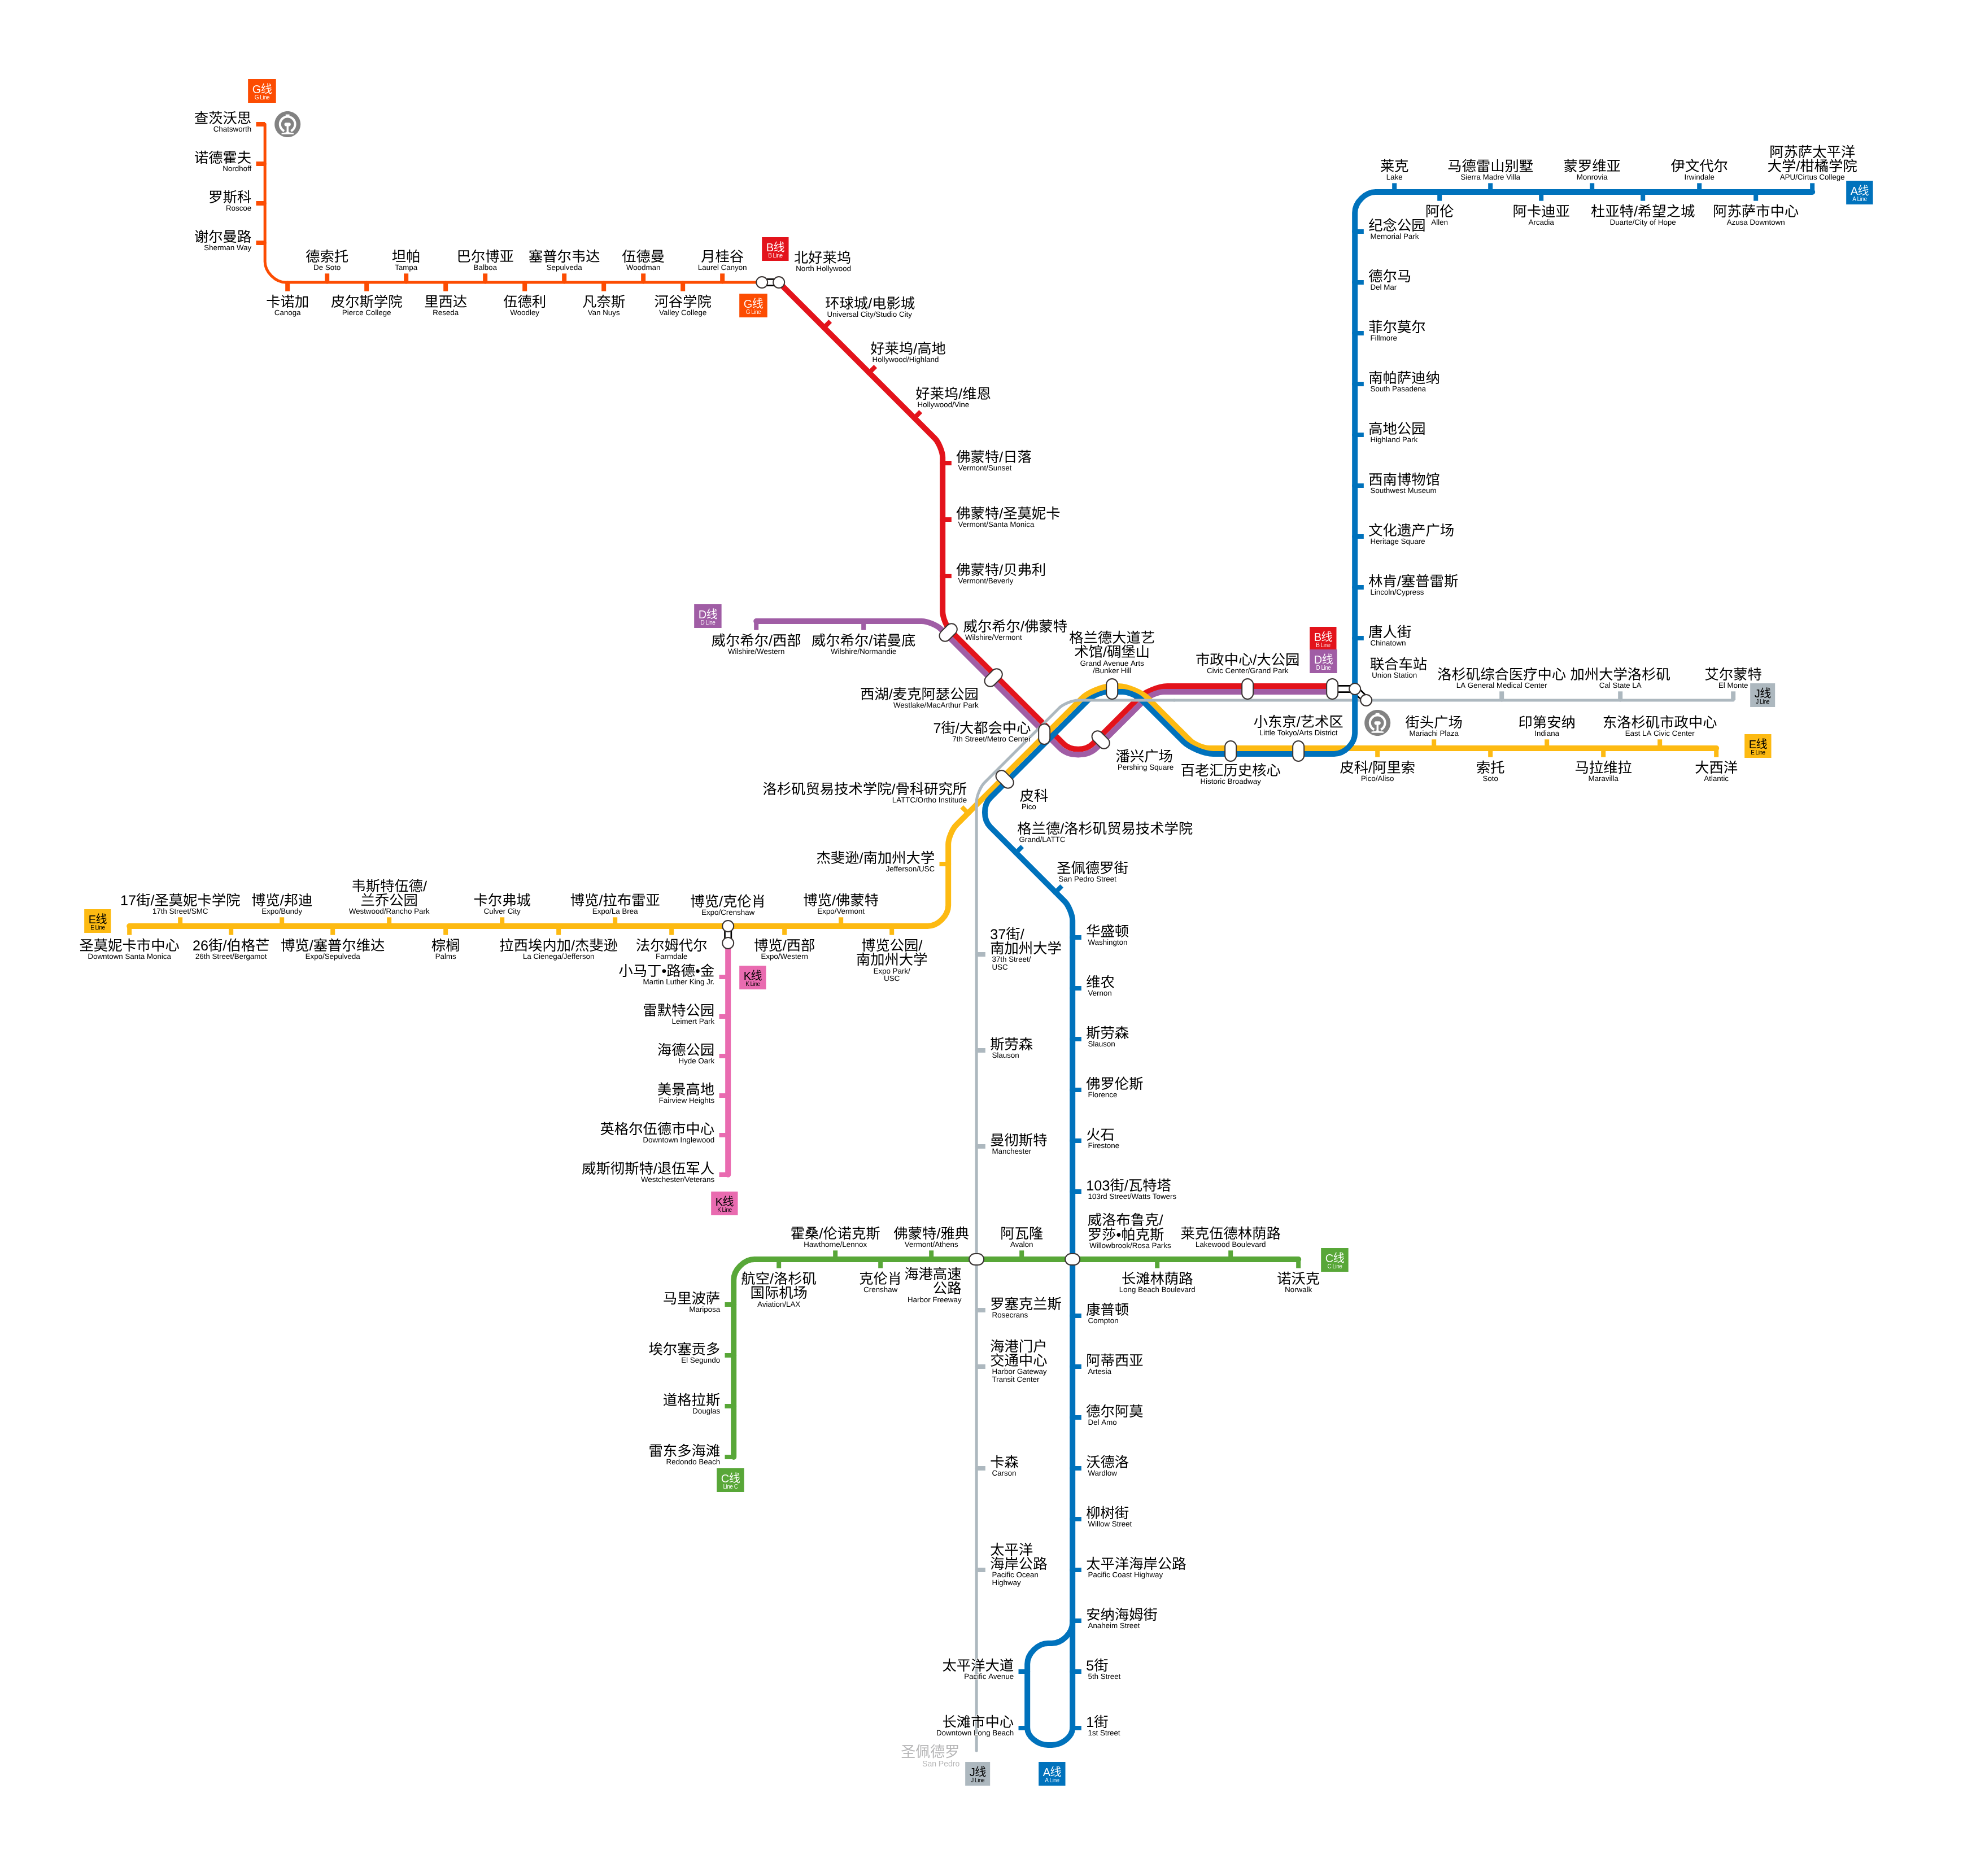 G线
G Line
查茨沃思
Chatsworth
诺德霍夫
Nordhoff
罗斯科
Roscoe
谢尔曼路
Sherman Way
德索托
De Soto
坦帕
Tampa
巴尔博亚
Balboa
塞普尔韦达
Sepulveda
伍德曼
Woodman
月桂谷
Laurel Canyon
卡诺加
Canoga
皮尔斯学院
Pierce College
里西达
Reseda
伍德利
Woodley
凡奈斯
Van Nuys
河谷学院
Valley College
G线
G Line
B线
B Line
北好莱坞
North Hollywood
环球城/电影城
Universal City/Studio City
好莱坞/高地
Hollywood/Highland
好莱坞/维恩
Hollywood/Vine
佛蒙特/日落
Vermont/Sunset
佛蒙特/圣莫妮卡
Vermont/Santa Monica
佛蒙特/贝弗利
Vermont/Beverly
威尔希尔/佛蒙特
Wilshire/Vermont
D线
D Line
威尔希尔/西部
Wilshire/Western
威尔希尔/诺曼底
Wilshire/Normandie
西湖/麦克阿瑟公园
Westlake/MacArthur Park
7街/大都会中心
7th Street/Metro Center
格兰德大道艺
术馆/碉堡山
Grand Avenue Arts
/Bunker Hill
潘兴广场
Pershing Square
市政中心/大公园
Civic Center/Grand Park
B线
B Line
D线
D Line
百老汇历史核心
Historic Broadway
小东京/艺术区
Little Tokyo/Arts District
莱克
Lake
马德雷山别墅
Sierra Madre Villa
蒙罗维亚
Monrovia
伊文代尔
Irwindale
阿苏萨太平洋
大学/柑橘学院
APU/Cirtus College
A线
A Line
阿伦
Allen
阿卡迪亚
Arcadia
杜亚特/希望之城
Duarte/City of Hope
阿苏萨市中心
Azusa Downtown
纪念公园
Memorial Park
德尔马
Del Mar
菲尔莫尔
Fillmore
南帕萨迪纳
South Pasadena
高地公园
Highland Park
西南博物馆
Southwest Museum
文化遗产广场
Heritage Square
林肯/塞普雷斯
Lincoln/Cypress
唐人街
Chinatown
联合车站
Union Station
洛杉矶综合医疗中心
LA General Medical Center
加州大学洛杉矶
Cal State LA
艾尔蒙特
El Monte
J线
J Line
街头广场
Mariachi Plaza
印第安纳
Indiana
东洛杉矶市政中心
East LA Civic Center
E线
E Line
皮科/阿里索
Pico/Aliso
索托
Soto
马拉维拉
Maravilla
大西洋
Atlantic
皮科
Pico
洛杉矶贸易技术学院/骨科研究所
LATTC/Ortho Institude
杰斐逊/南加州大学
Jefferson/USC
格兰德/洛杉矶贸易技术学院
Grand/LATTC
圣佩德罗街
San Pedro Street
E线
E Line
17街/圣莫妮卡学院
17th Street/SMC
博览/邦迪
Expo/Bundy
韦斯特伍德/
兰乔公园
Westwood/Rancho Park
卡尔弗城
Culver City
博览/拉布雷亚
Expo/La Brea
博览/克伦肖
Expo/Crenshaw
博览/佛蒙特
Expo/Vermont
圣莫妮卡市中心
Downtown Santa Monica
26街/伯格芒
26th Street/Bergamot
博览/塞普尔维达
Expo/Sepulveda
棕榈
Palms
拉西埃内加/杰斐逊
La Cienega/Jefferson
法尔姆代尔
Farmdale
博览/西部
Expo/Western
博览公园/
南加州大学
Expo Park/
USC
小马丁•路德•金
Martin Luther King Jr.
K线
K Line
雷默特公园
Leimert Park
海德公园
Hyde Oark
美景高地
Fairview Heights
英格尔伍德市中心
Downtown Inglewood
威斯彻斯特/退伍军人
Westchester/Veterans
K线
K Line
37街/
南加州大学
37th Street/
USC
斯劳森
Slauson
曼彻斯特
Manchester
华盛顿
Washington
维农
Vernon
斯劳森
Slauson
佛罗伦斯
Florence
火石
Firestone
103街/瓦特塔
103rd Street/Watts Towers
威洛布鲁克/
罗莎•帕克斯
Willowbrook/Rosa Parks
霍桑/伦诺克斯
Hawthorne/Lennox
佛蒙特/雅典
Vermont/Athens
阿瓦隆
Avalon
莱克伍德林荫路
Lakewood Boulevard
C线
C Line
航空/洛杉矶
国际机场
Aviation/LAX
克伦肖
Crenshaw
海港高速
公路
Harbor Freeway
长滩林荫路
Long Beach Boulevard
诺沃克
Norwalk
马里波萨
Mariposa
埃尔塞贡多
El Segundo
道格拉斯
Douglas
雷东多海滩
Redondo Beach
C线
Line C
罗塞克兰斯
Rosecrans
海港门户
交通中心
Harbor Gateway
Transit Center
卡森
Carson
太平洋
海岸公路
Pacific Ocean
Highway
康普顿
Compton
阿蒂西亚
Artesia
德尔阿莫
Del Amo
沃德洛
Wardlow
柳树街
Willow Street
太平洋海岸公路
Pacific Coast Highway
安纳海姆街
Anaheim Street
太平洋大道
Pacific Avenue
5街
5th Street
长滩市中心
Downtown Long Beach
1街
1st Street
圣佩德罗
San Pedro
J线
J Line
A线
A Line